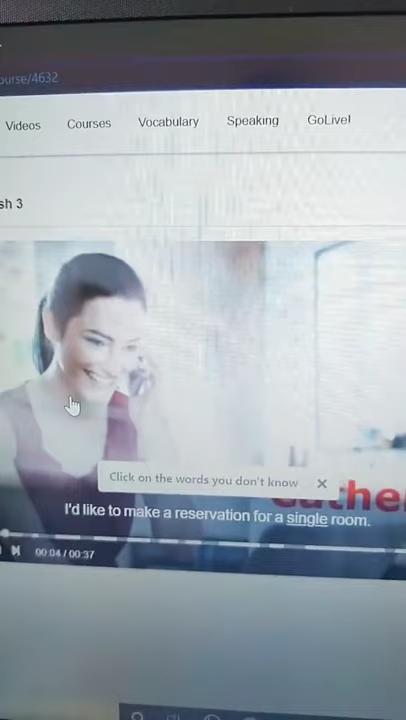 ourse/4632
Videos Courses Vocabulary Speaking GoLive!
sh 3
Click on the words you don't know ✕
I'd like to make a reservation for a single room.
00:04 / 00:37